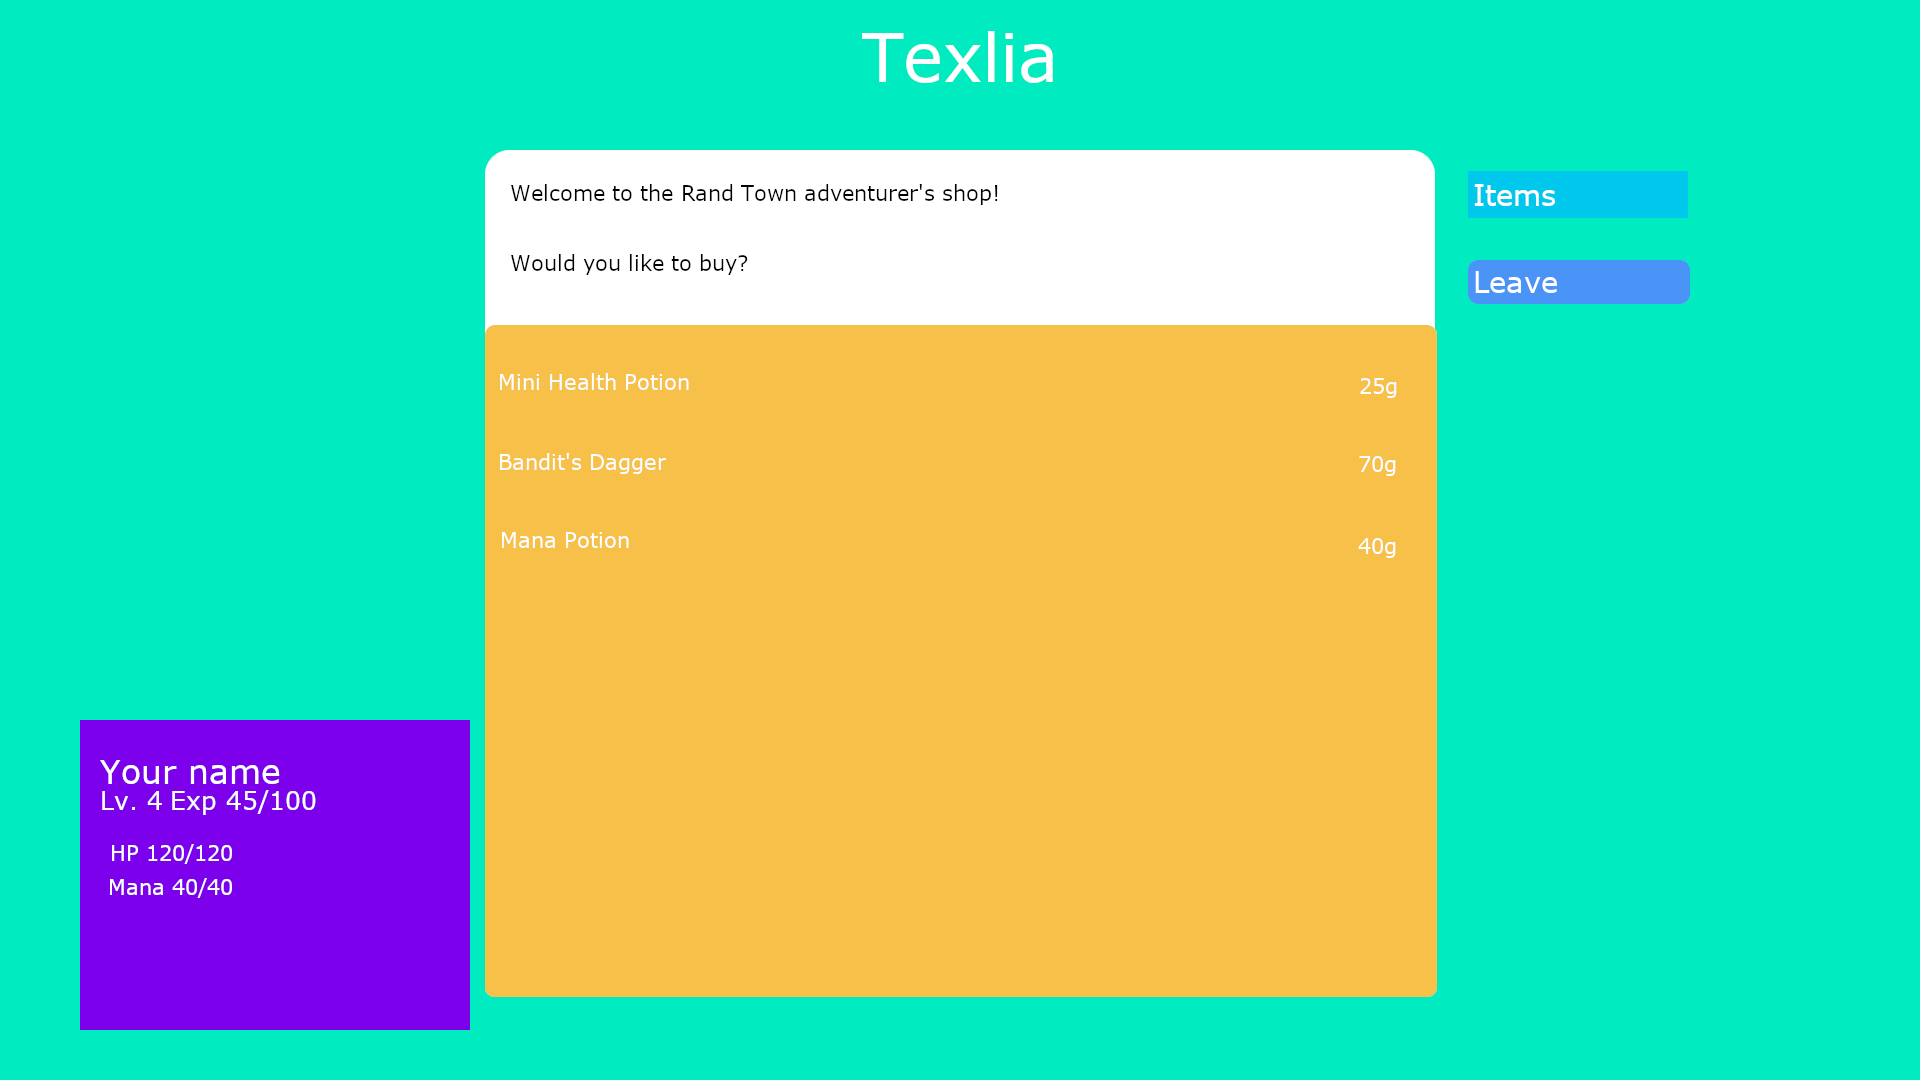 Texlia
Welcome to the Rand Town adventurer's shop!
Would you like to buy?
Items
Leave
Mini Health Potion 25g
Bandit's Dagger 70g
Mana Potion 40g
Your name
Lv. 4 Exp 45/100
HP 120/120
Mana 40/40